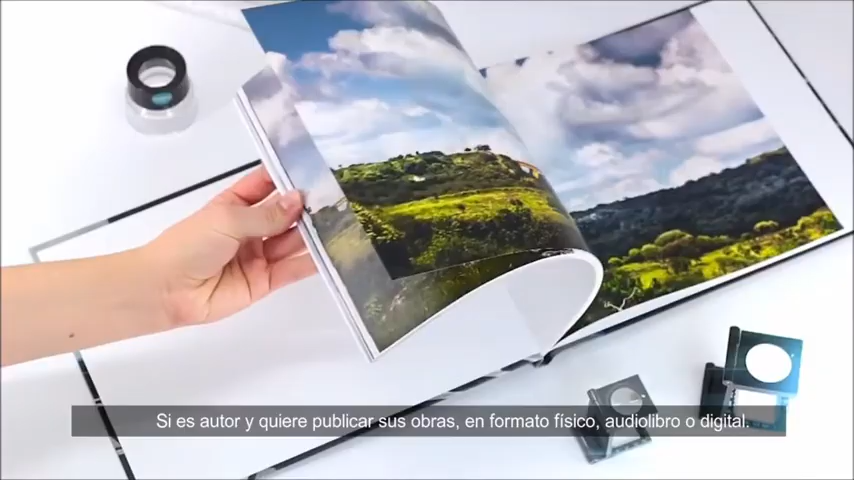 Si es autor y quiere publicar sus obras, en formato físico, audiolibro o digital.